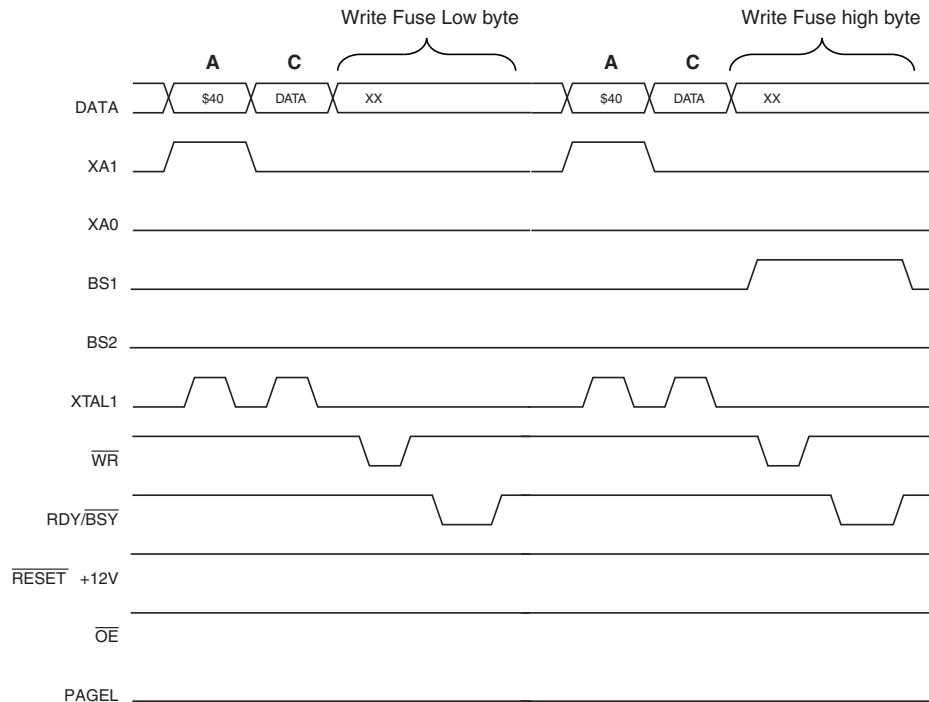 Write Fuse Low byte Write Fuse high byte
A C A C
DATA $40 DATA XX $40 DATA XX
XA1
XA0
BS1
BS2
XTAL1
WR
RDY/BSY
RESET +12V
OE
PAGEL